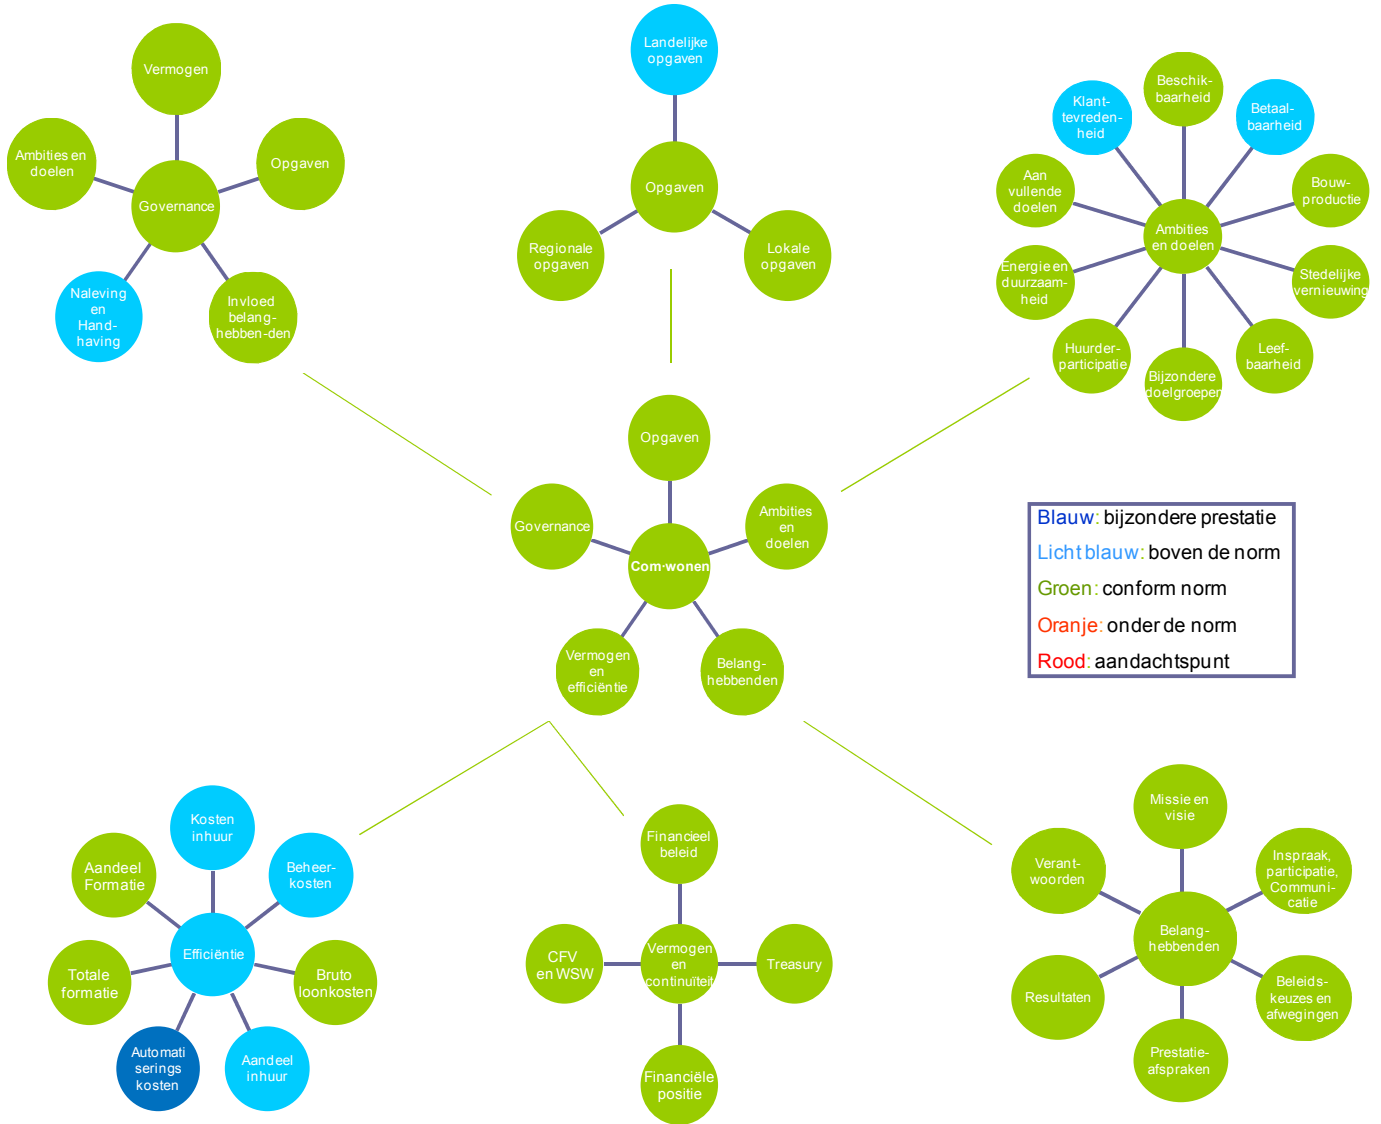 Vermogen
Ambities en
doelen
Opgaven
Governance
Naleving
en
Hand-
having
Invloed
belang-
hebben-den
Landelijke
opgaven
Opgaven
Regionale
opgaven
Lokale
opgaven
Beschik-
baarheid
Klant-
tevreden-
heid
Betaal-
baarheid
Aan
vullende
doelen
Bouw-
productie
Ambities
en doelen
Energie en
duurzaam-
heid
Stedelijke
vernieuwing
Huurder-
participatie
Leef-
baarheid
Bijzondere
doelgroepen
Opgaven
Governance
Ambities
en
doelen
Com·wonen
Vermogen
en
efficiëntie
Belang-
hebbenden
Blauw: bijzondere prestatie
Licht blauw: boven de norm
Groen: conform norm
Oranje: onder de norm
Rood: aandachtspunt
Kosten
inhuur
Aandeel
Formatie
Beheer-
kosten
Efficiëntie
Totale
formatie
Bruto
loonkosten
Automati
serings
kosten
Aandeel
inhuur
Financieel
beleid
CFV
en WSW
Vermogen
en
continuïteit
Treasury
Financiële
positie
Missie en
visie
Verant-
woorden
Inspraak,
participatie,
Communi-
catie
Belang-
hebbenden
Resultaten
Beleids-
keuzes en
afwegingen
Prestatie-
afspraken